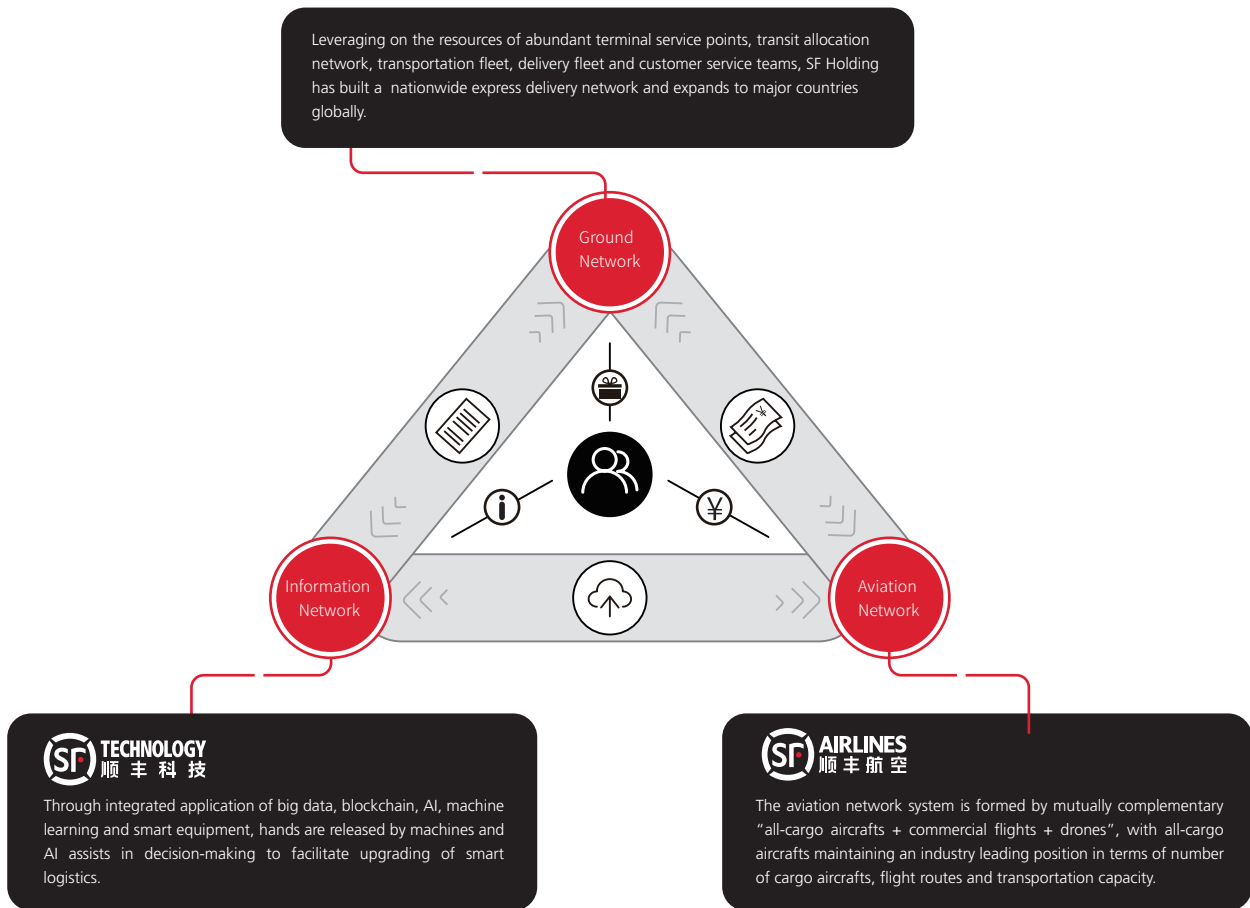 Leveraging on the resources of abundant terminal service points, transit allocation
network, transportation fleet, delivery fleet and customer service teams, SF Holding
has built a nationwide express delivery network and expands to major countries
globally.
Ground
Network
¥
i
¥
Information
Network
Aviation
Network
SF TECHNOLOGY
顺丰科技
Through integrated application of big data, blockchain, AI, machine
learning and smart equipment, hands are released by machines and
AI assists in decision-making to facilitate upgrading of smart
logistics.
SF AIRLINES
顺丰航空
The aviation network system is formed by mutually complementary
"all-cargo aircrafts + commercial flights + drones", with all-cargo
aircrafts maintaining an industry leading position in terms of number
of cargo aircrafts, flight routes and transportation capacity.